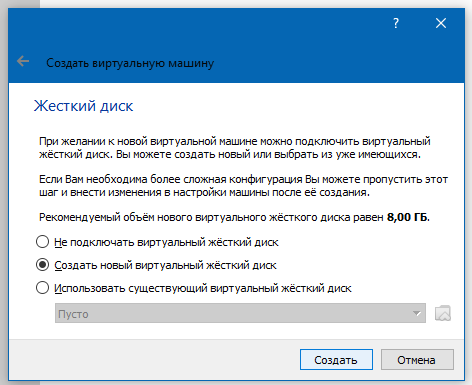 ?
Создать виртуальную машину
Жесткий диск
При желании к новой виртуальной машине можно подключить виртуальный
жёсткий диск. Вы можете создать новый или выбрать из уже имеющихся.
Если Вам необходима более сложная конфигурация Вы можете пропустить этот
шаг и внести изменения в настройки машины после её создания.
Рекомендуемый объём нового виртуального жёсткого диска равен 8,00 ГБ.
Не подключать виртуальный жёсткий диск
Создать новый виртуальный жёсткий диск
Использовать существующий виртуальный жёсткий диск
Пусто
Создать
Отмена